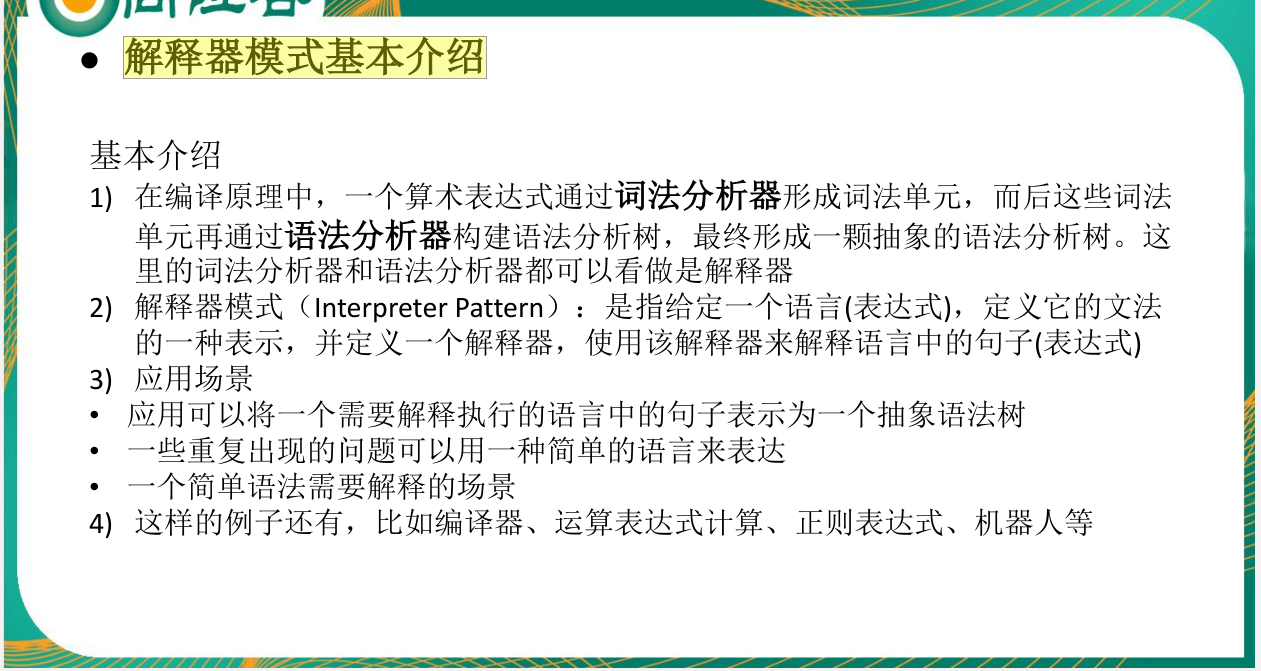 ● 解释器模式基本介绍
基本介绍
1) 在编译原理中，一个算术表达式通过词法分析器形成词法单元，而后这些词法
单元再通过语法分析器构建语法分析树，最终形成一颗抽象的语法分析树。这
里的词法分析器和语法分析器都可以看做是解释器
2) 解释器模式（Interpreter Pattern）：是指给定一个语言(表达式)，定义它的文法
的一种表示，并定义一个解释器，使用该解释器来解释语言中的句子(表达式)
3) 应用场景
• 应用可以将一个需要解释执行的语言中的句子表示为一个抽象语法树
• 一些重复出现的问题可以用一种简单的语言来表达
• 一个简单语法需要解释的场景
4) 这样的例子还有，比如编译器、运算表达式计算、正则表达式、机器人等